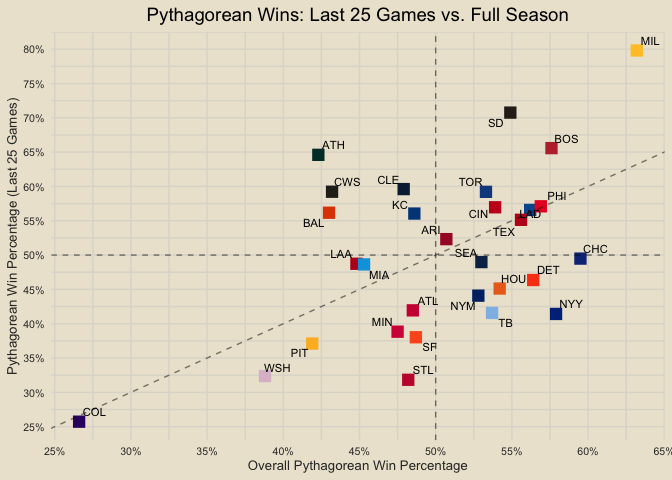 Pythagorean Wins: Last 25 Games vs. Full Season
Pythagorean Win Percentage (Last 25 Games)
80%
75%
70%
65%
60%
55%
50%
45%
40%
35%
30%
25%
MIL
SD
BOS
ATH
CWS
CLE
TOR
PHI
KC
BAL
CIN
LAD
TEX
ARI
LAA
SEA
CHC
MIA
HOU
DET
ATL
NYM
NYY
MIN
TB
PIT
SF
WSH
STL
COL
25%
30%
35%
40%
45%
50%
55%
60%
65%
Overall Pythagorean Win Percentage